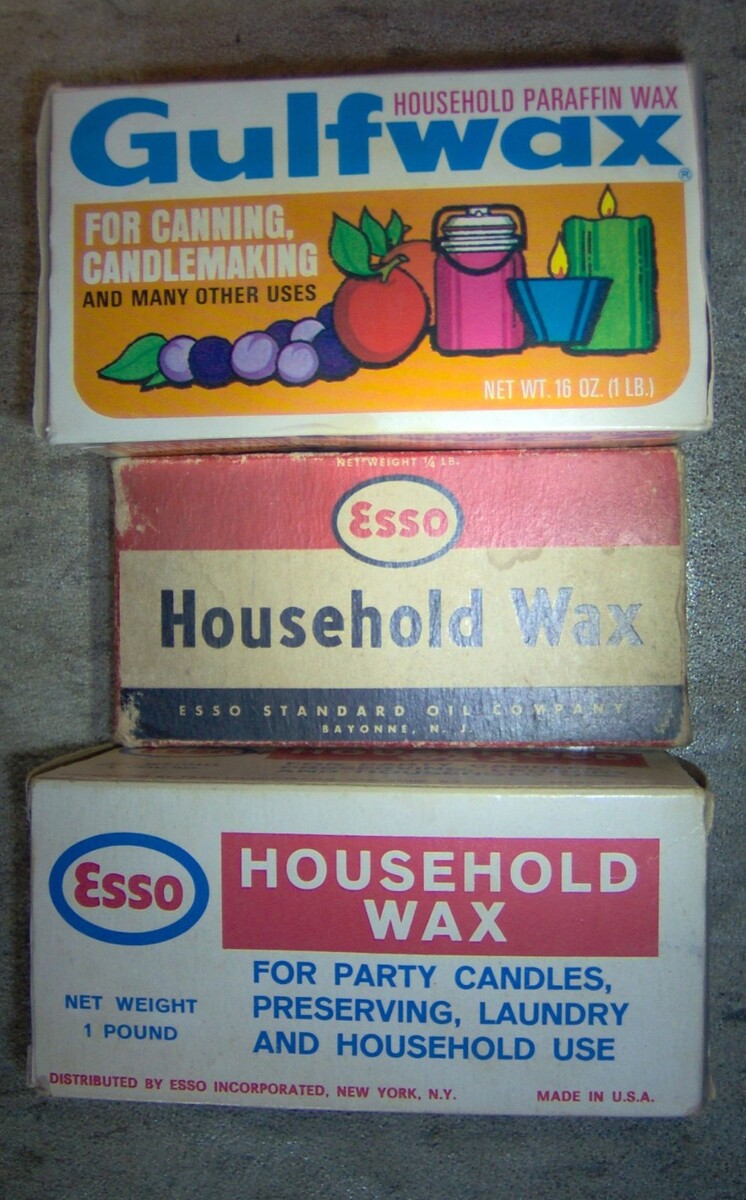 HOUSEHOLD PARAFFIN WAX
Gulfwax®
FOR CANNING,
CANDLEMAKING
AND MANY OTHER USES
NET WT. 16 OZ. (1 LB.)
NET WEIGHT ¼ LB.
Esso
Household Wax
ESSO STANDARD OIL COMPANY
BAYONNE, N. J.
Esso
HOUSEHOLD
WAX
FOR PARTY CANDLES,
PRESERVING, LAUNDRY
AND HOUSEHOLD USE
NET WEIGHT
1 POUND
DISTRIBUTED BY ESSO INCORPORATED, NEW YORK, N.Y.
MADE IN U.S.A.